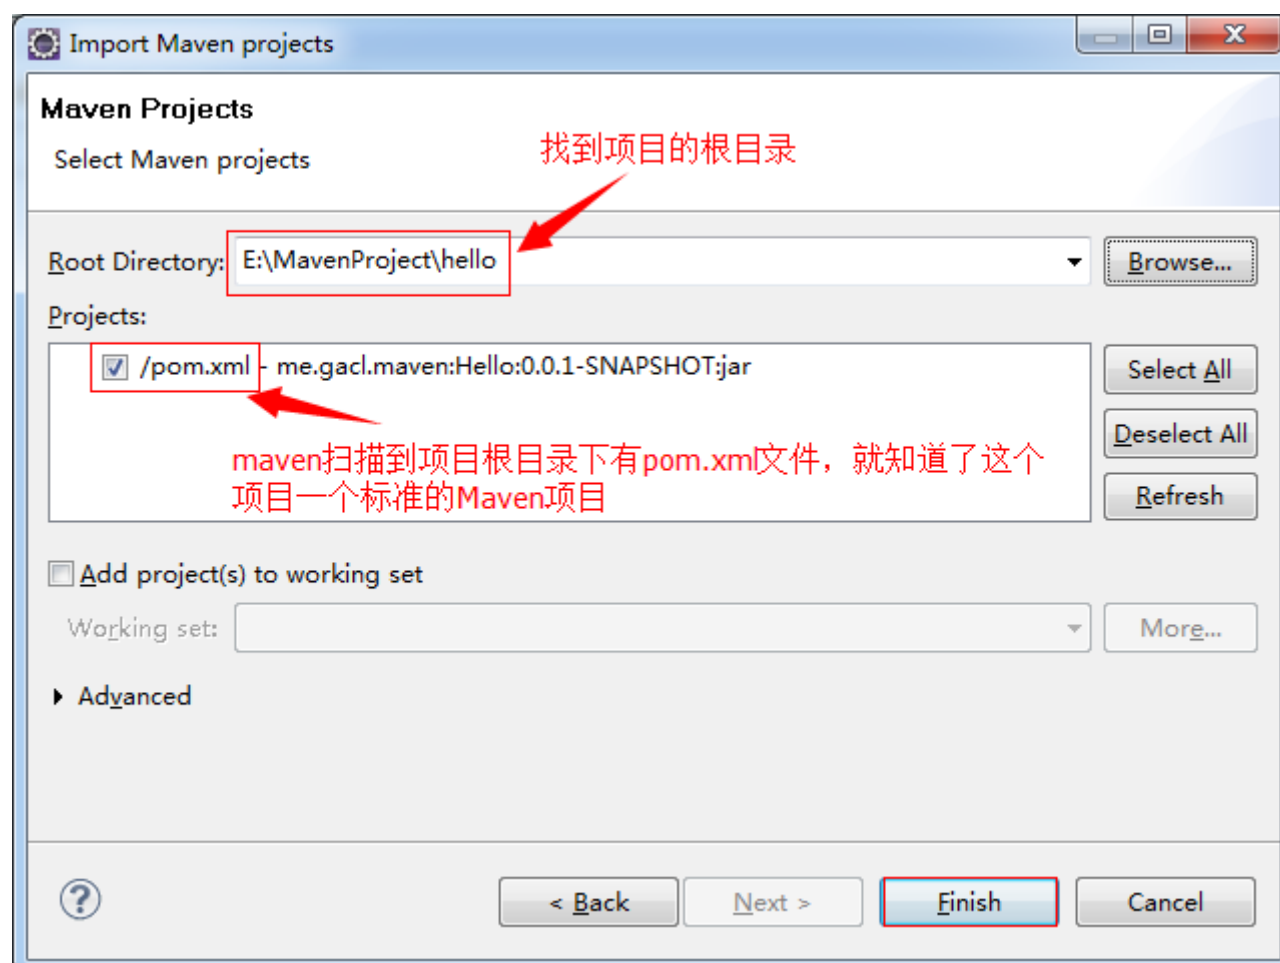 Import Maven projects
Maven Projects
Select Maven projects
找到项目的根目录
Root Directory: E:\MavenProject\hello
Browse...
Projects:
/pom.xml - me.gacl.maven:Hello:0.0.1-SNAPSHOT:jar
Select All
Deselect All
maven扫描到项目根目录下有pom.xml文件，就知道了这个
项目一个标准的Maven项目
Refresh
Add project(s) to working set
Working set:
More...
Advanced
?
< Back
Next >
Finish
Cancel